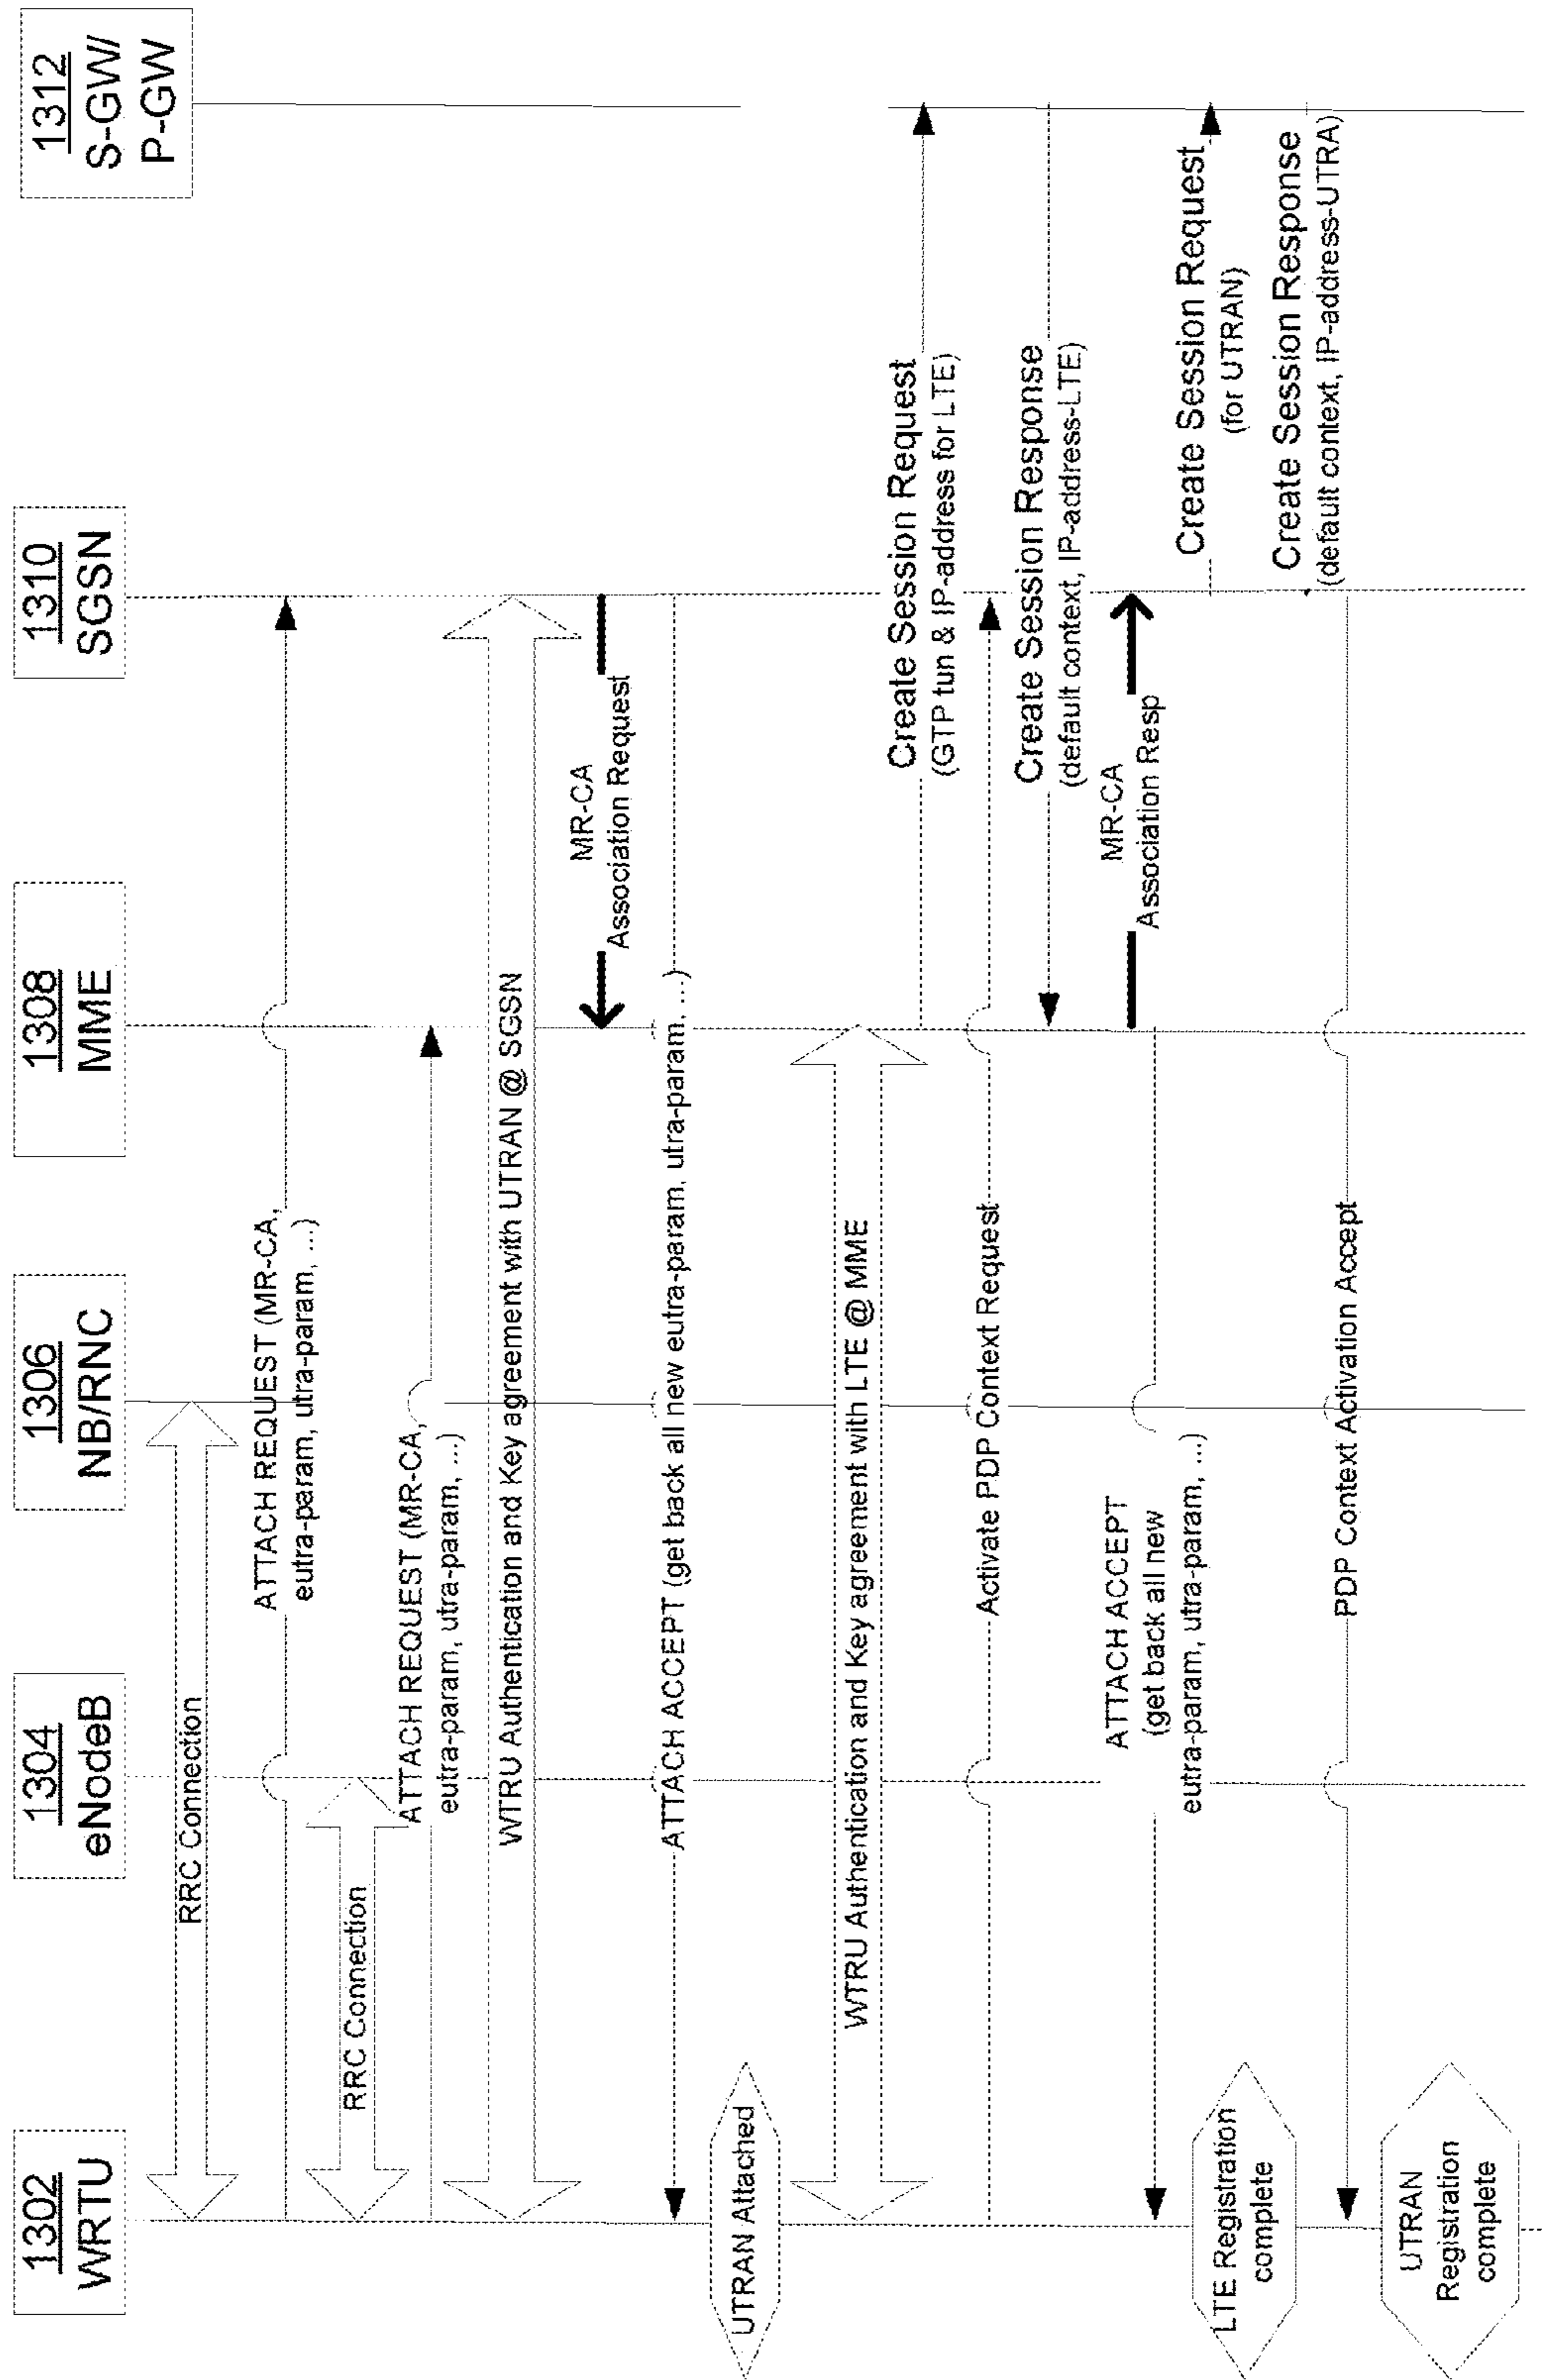 1302
WRTU
1304
eNodeB
1306
NB/RNC
1308
MME
1310
SGSN
1312
S-GW/
P-GW
RRC Connection
ATTACH REQUEST (MR-CA,
eutra-param, utra-param, ...)
RRC Connection
ATTACH REQUEST (MR-CA,
eutra-param, utra-param, ...)
WTRU Authentication and Key agreement with UTRAN @ SGSN
MR-CA
Association Request
ATTACH ACCEPT (get back all new eutra-param, utra-param, ...)
UTRAN Attached
WTRU Authentication and Key agreement with LTE @ MME
Create Session Request
(GTP tun & IP-address for LTE)
Activate PDP Context Request
Create Session Response
(default context, IP-address-LTE)
MR-CA
Association Resp
ATTACH ACCEPT
(get back all new
eutra-param, utra-param, ...)
Create Session Request
(for UTRAN)
LTE Registration
complete
Create Session Response
(default context, IP-address-UTRA)
PDP Context Activation Accept
UTRAN
Registration
complete